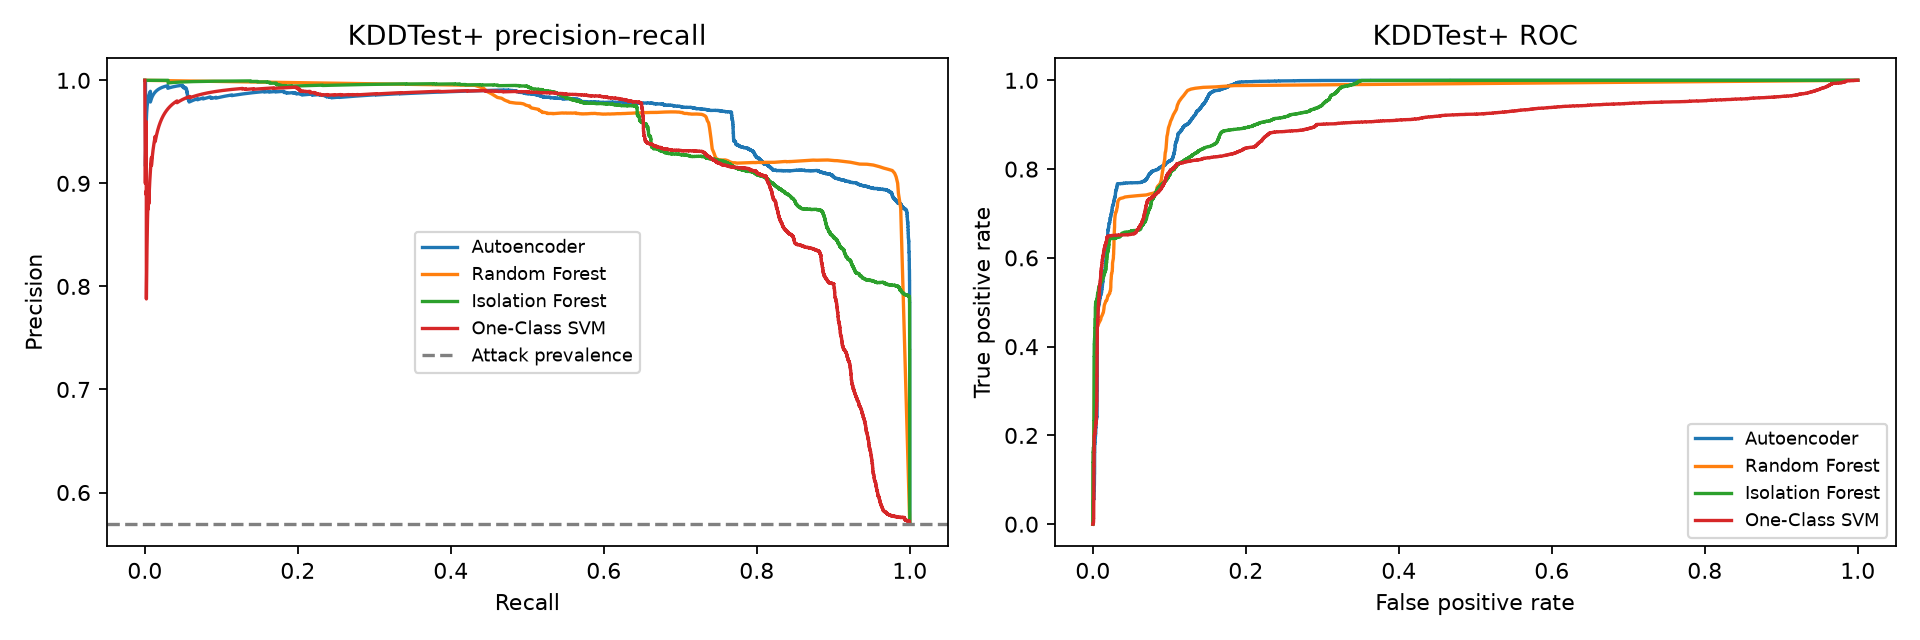 KDDTest+ precision–recall
Precision
1.0
0.9
0.8
0.7
0.6
Autoencoder
Random Forest
Isolation Forest
One-Class SVM
Attack prevalence
0.0 0.2 0.4 0.6 0.8 1.0
Recall
KDDTest+ ROC
True positive rate
1.0
0.8
0.6
0.4
0.2
0.0
Autoencoder
Random Forest
Isolation Forest
One-Class SVM
0.0 0.2 0.4 0.6 0.8 1.0
False positive rate